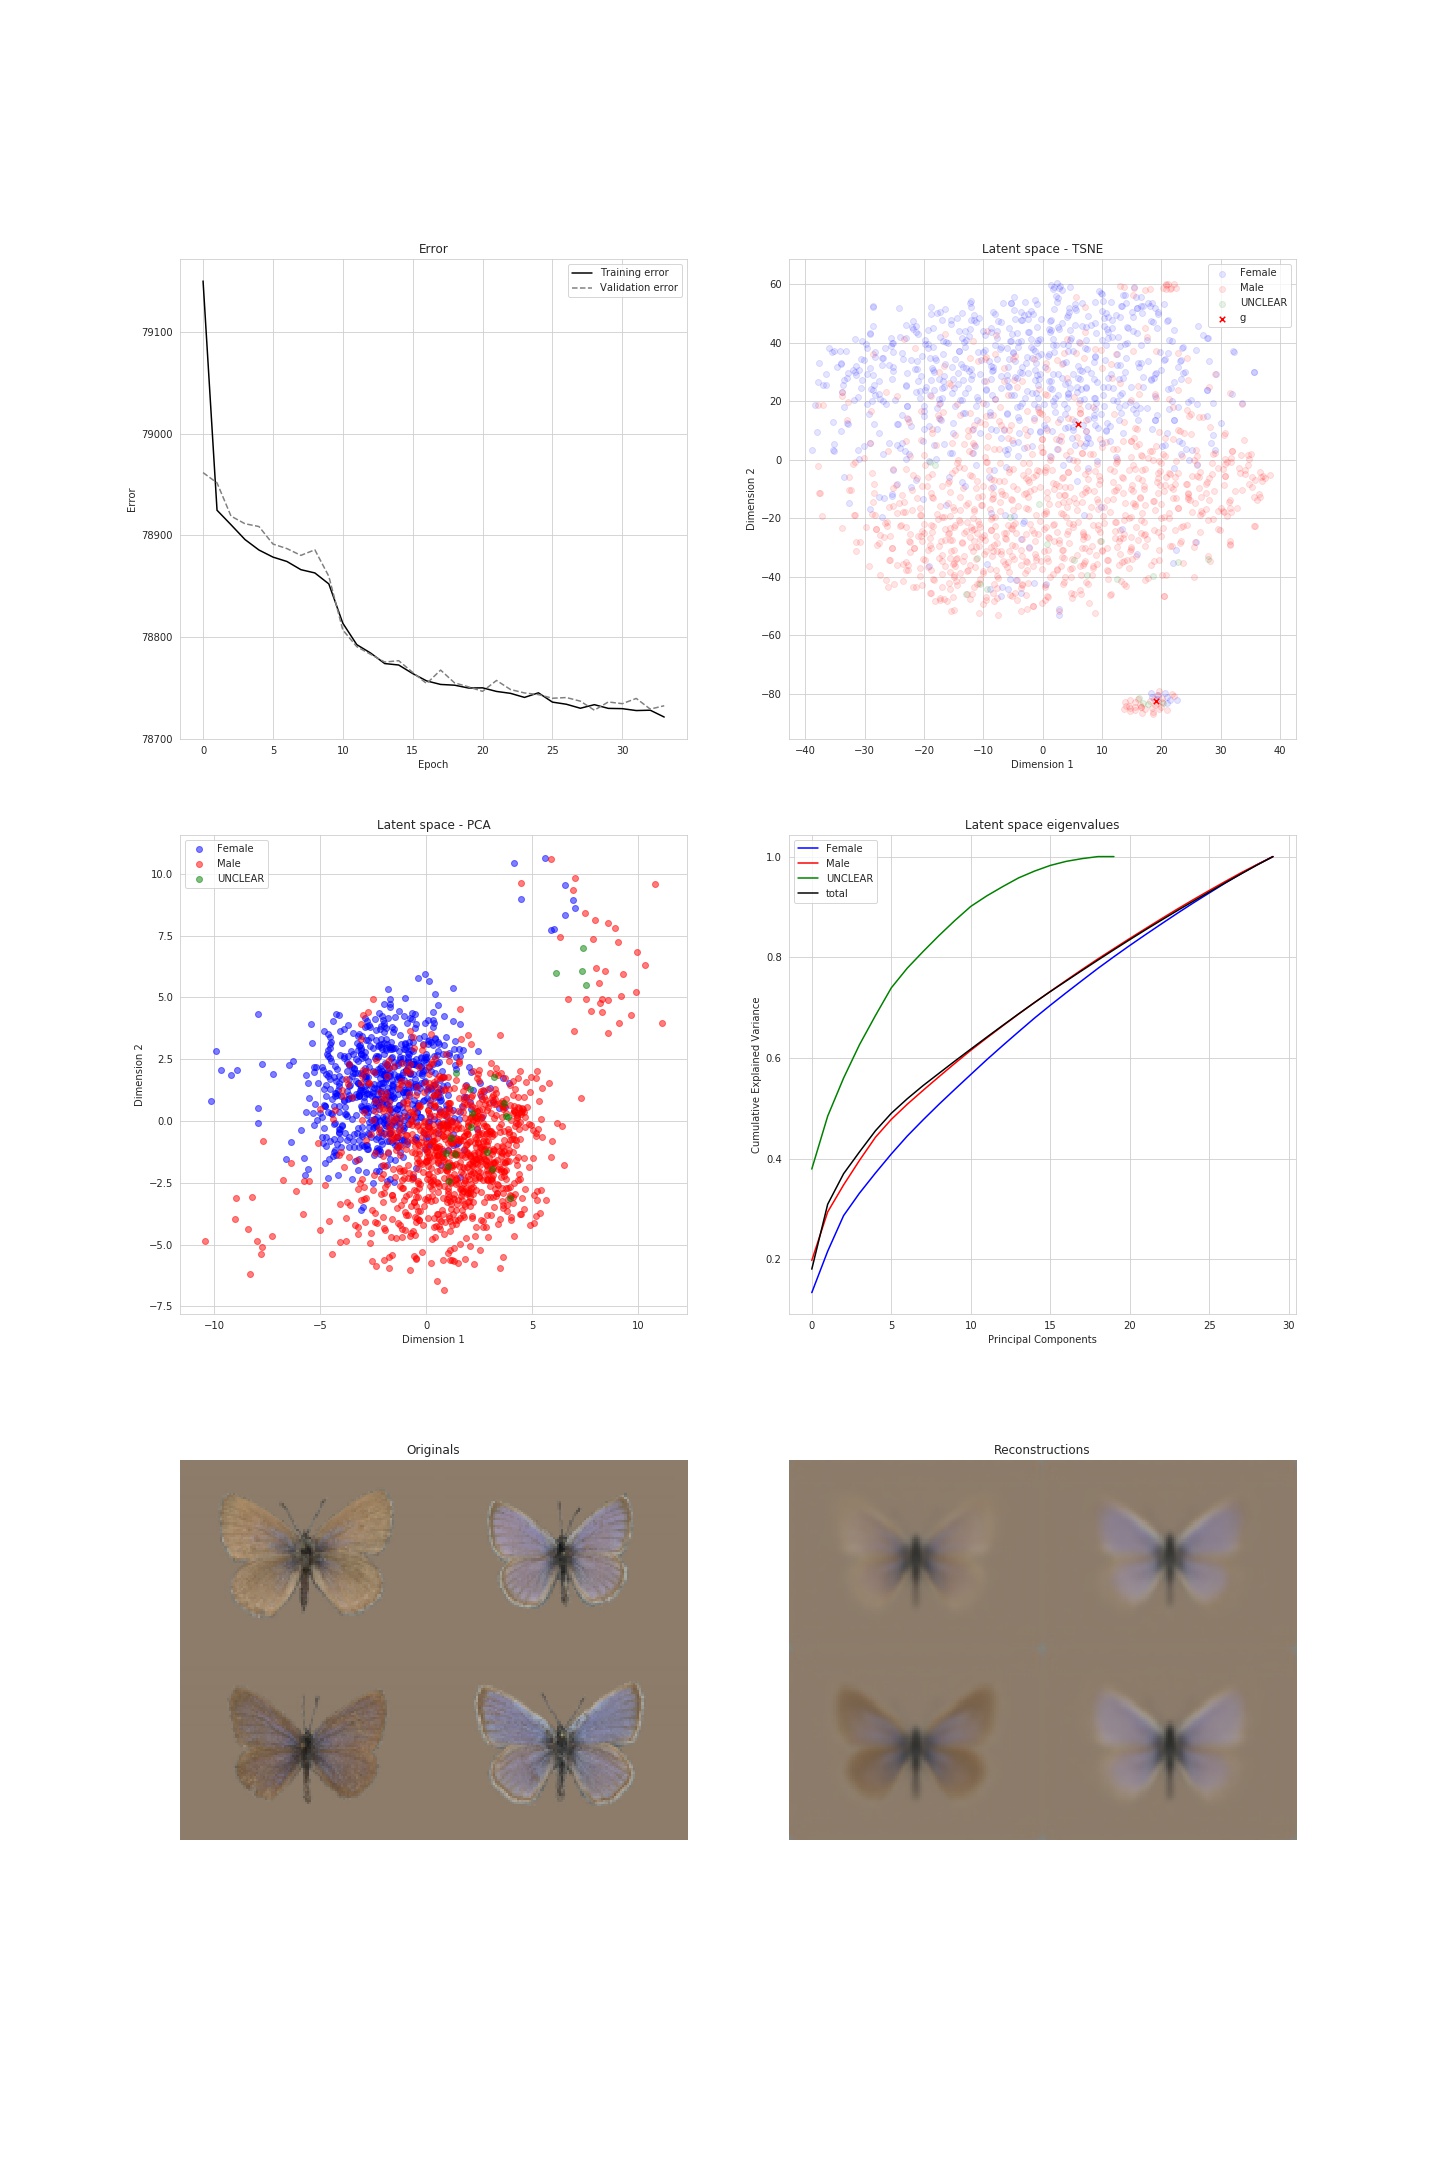 Error
Training error
Validation error
79100
79000
78900
78800
78700
0 5 10 15 20 25 30
Error
Epoch
Latent space - TSNE
Female
Male
UNCLEAR
g
60
40
20
0
−20
−40
−60
−80
−40 −30 −20 −10 0 10 20 30 40
Dimension 2
Dimension 1
Latent space - PCA
Female
Male
UNCLEAR
10.0
7.5
5.0
2.5
0.0
−2.5
−5.0
−7.5
−10 −5 0 5 10
Dimension 2
Dimension 1
Latent space eigenvalues
Female
Male
UNCLEAR
total
1.0
0.8
0.6
0.4
0.2
0 5 10 15 20 25 30
Cumulative Explained Variance
Principal Components
Originals
Reconstructions